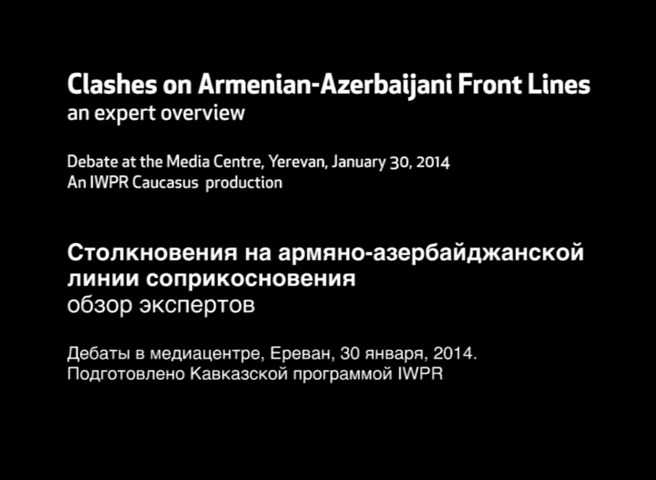 Clashes on Armenian-Azerbaijani Front Lines
an expert overview
Debate at the Media Centre, Yerevan, January 30, 2014
An IWPR Caucasus production
Столкновения на армяно-азербайджанской
линии соприкосновения
обзор экспертов
Дебаты в медиацентре, Ереван, 30 января, 2014.
Подготовлено Кавказской программой IWPR